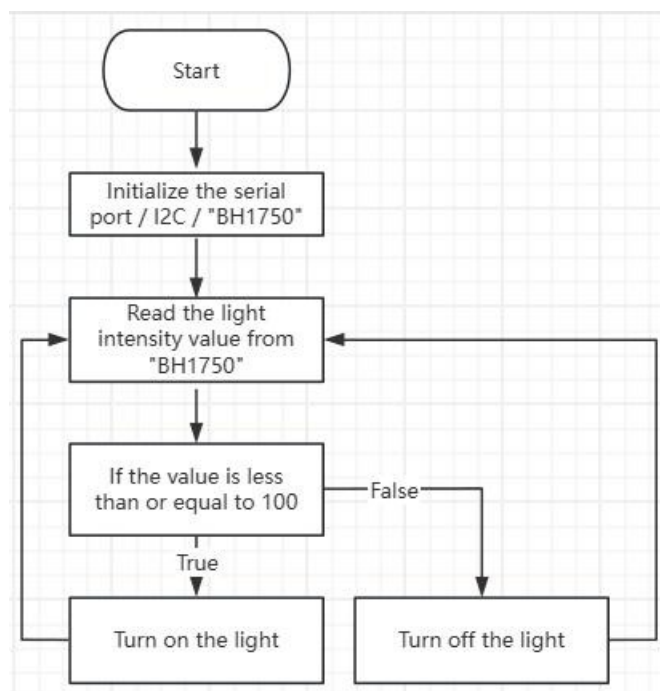 Start
Initialize the serial
port / I2C / "BH1750"
Read the light
intensity value from
"BH1750"
If the value is less
than or equal to 100
False
True
Turn on the light
Turn off the light